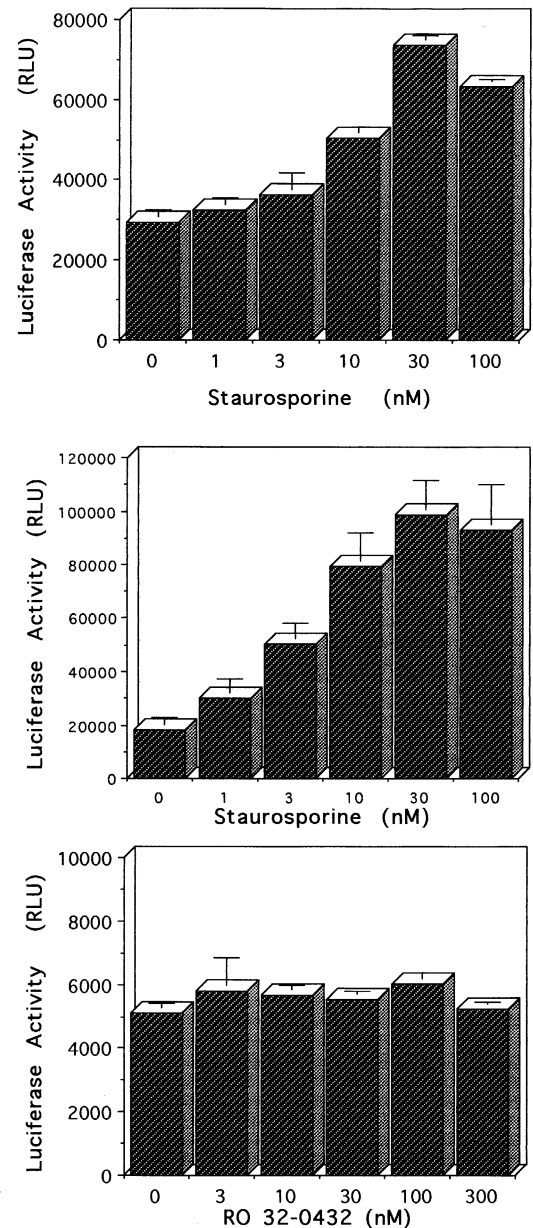 80000
60000
40000
20000
0
Luciferase Activity (RLU)
0 1 3 10 30 100
Staurosporine (nM)
120000
100000
80000
60000
40000
20000
0
Luciferase Activity (RLU)
0 1 3 10 30 100
Staurosporine (nM)
10000
8000
6000
4000
2000
0
Luciferase Activity (RLU)
0 3 10 30 100 300
RO 32-0432 (nM)